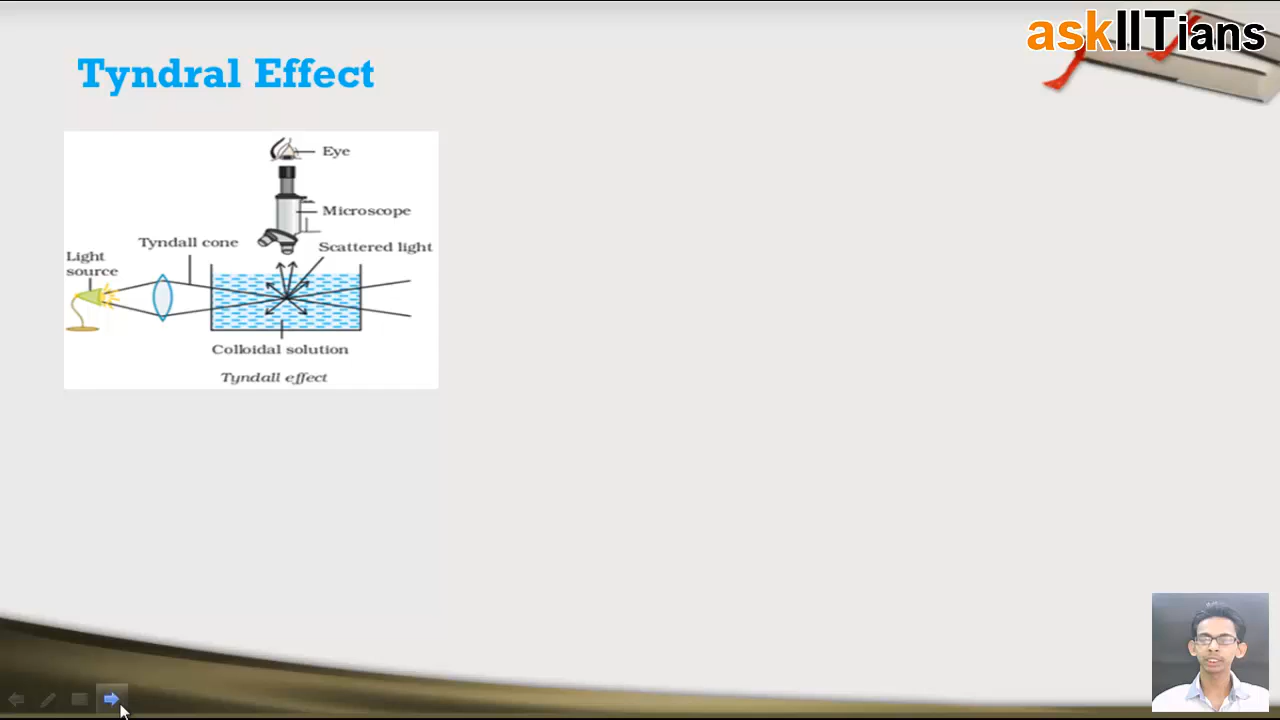 askIITians
Tyndral Effect
Eye
Microscope
Tyndall cone
Scattered light
Light
source
Colloidal solution
Tyndall effect